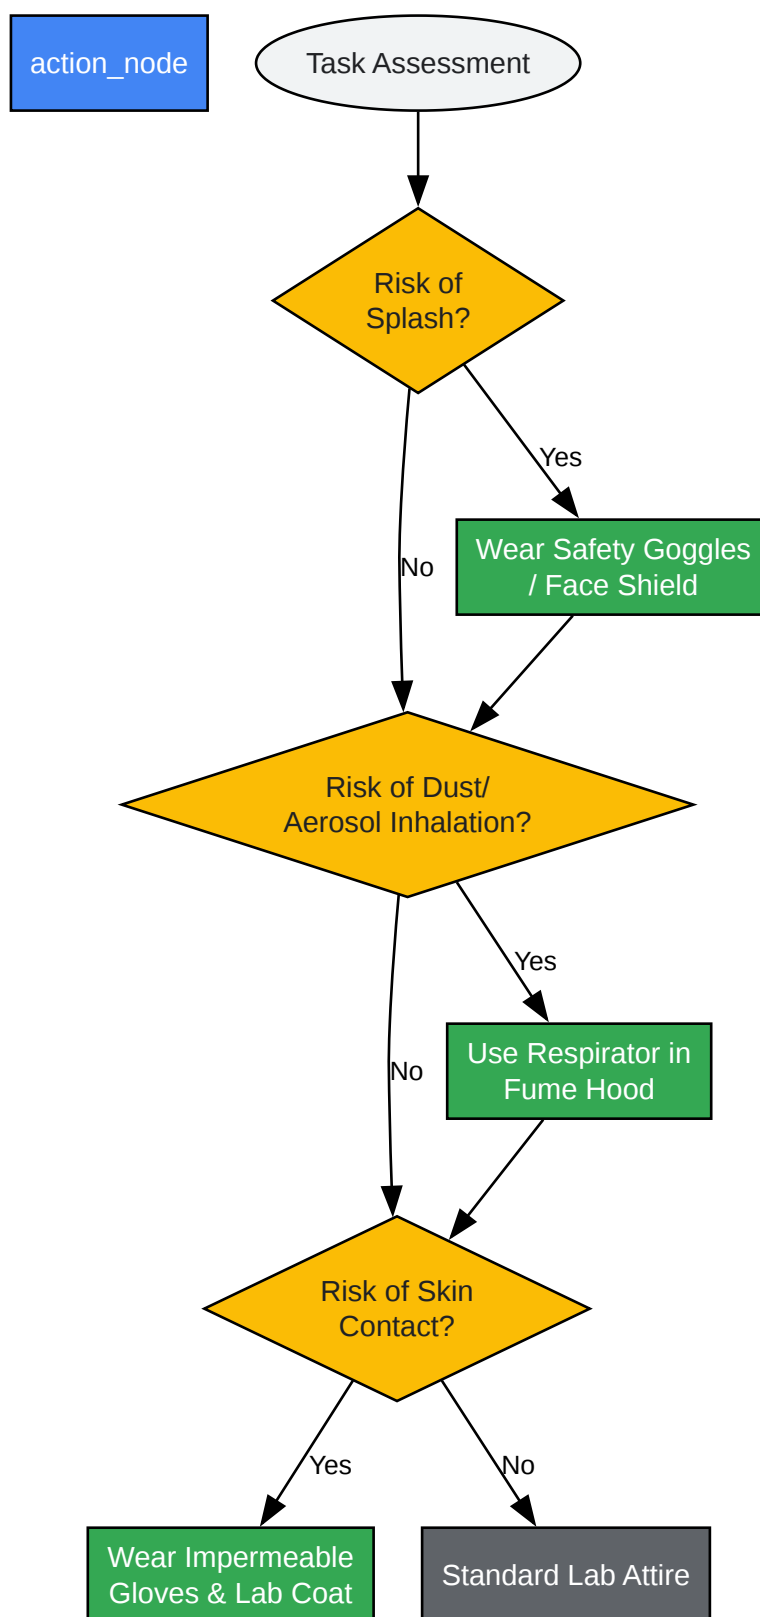 action_node
Task Assessment
Risk of
Splash?
Yes
Wear Safety Goggles
/ Face Shield
No
Risk of Dust/
Aerosol Inhalation?
Yes
Use Respirator in
Fume Hood
No
Risk of Skin
Contact?
Yes
No
Wear Impermeable
Gloves & Lab Coat
Standard Lab Attire